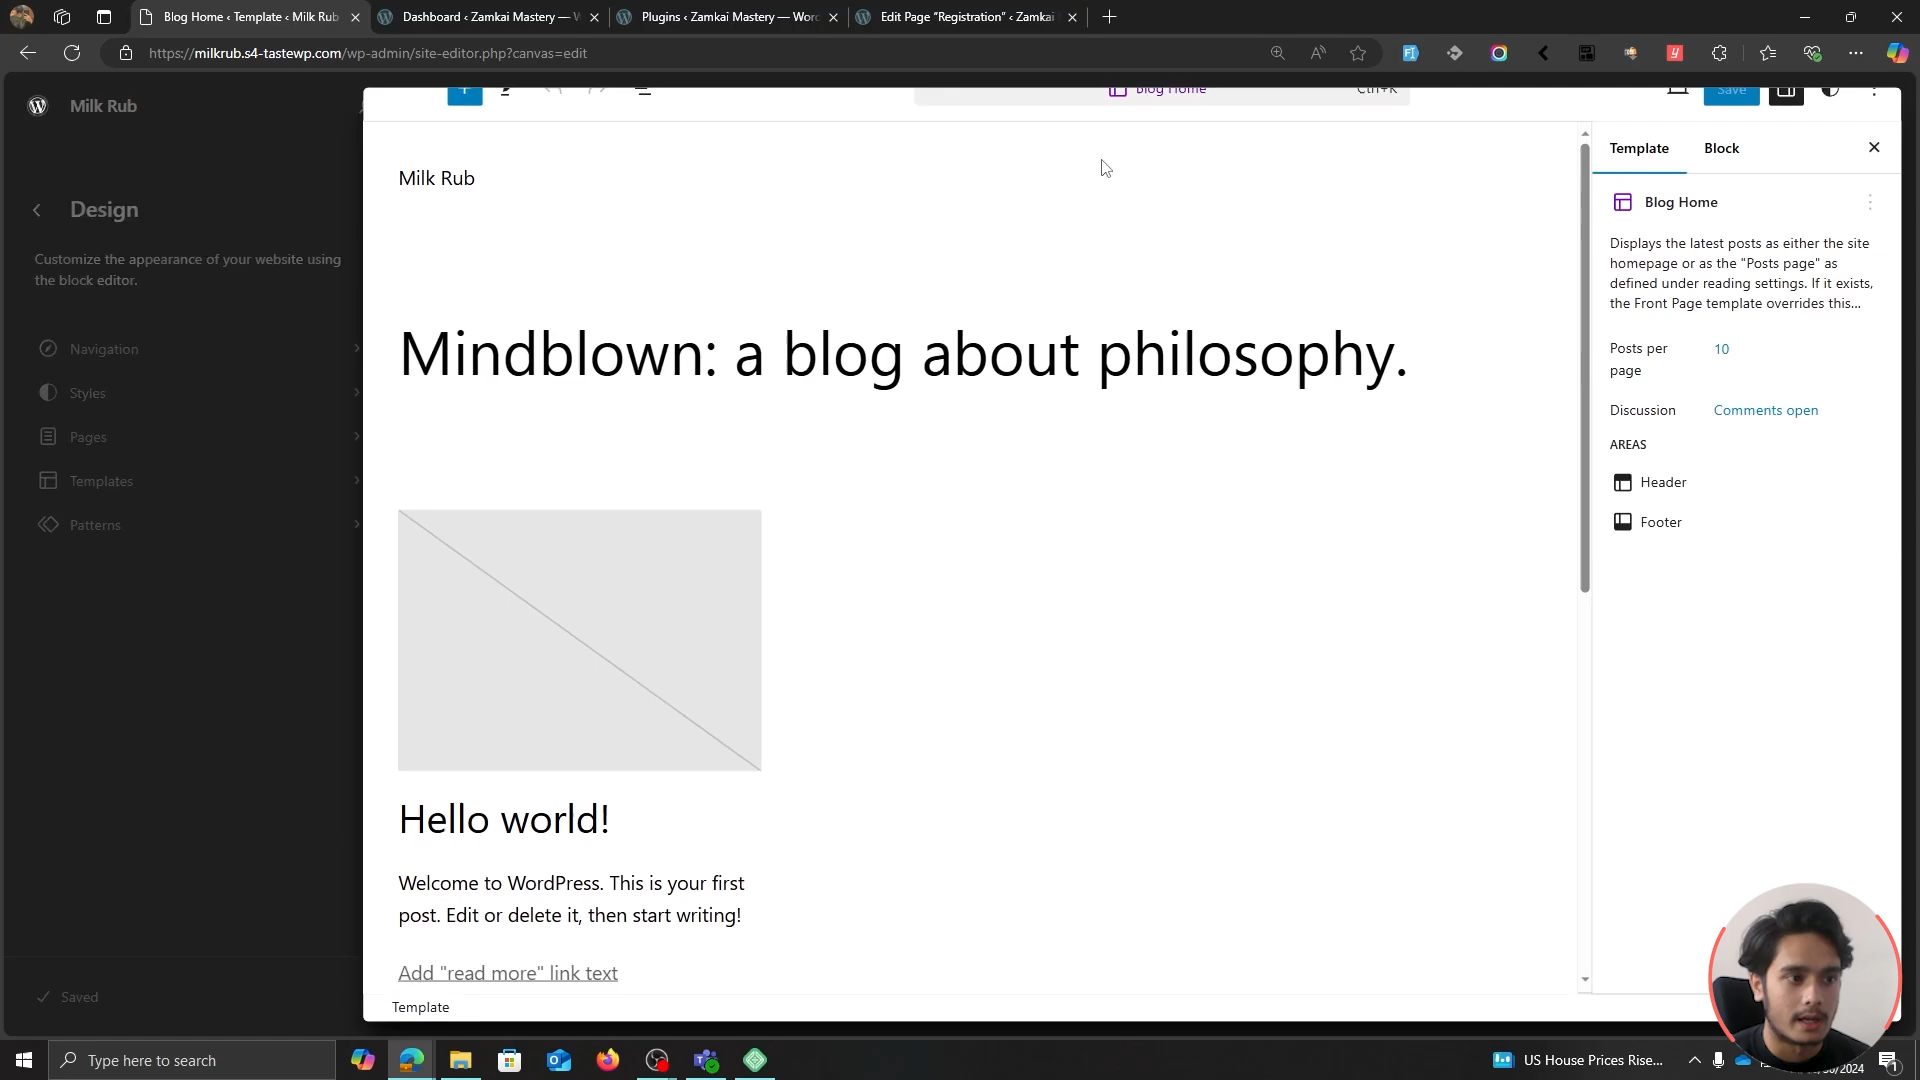 Blog Home ‹ Template ‹ Milk Rub
Dashboard ‹ Zamkai Mastery — W
Plugins ‹ Zamkai Mastery — Worc
Edit Page “Registration” ‹ Zamkai
https://milkrub.s4-tastewp.com/wp-admin/site-editor.php?canvas=edit
Milk Rub
Blog Home
Ctrl+K
Save
Design
Customize the appearance of your website using
the block editor.
Navigation
Styles
Pages
Templates
Patterns
Saved
Milk Rub
Mindblown: a blog about philosophy.
Hello world!
Welcome to WordPress. This is your first
post. Edit or delete it, then start writing!
Add "read more" link text
Template
Template
Block
Blog Home
Displays the latest posts as either the site
homepage or as the "Posts page" as
defined under reading settings. If it exists,
the Front Page template overrides this...
Posts per
page
10
Discussion
Comments open
AREAS
Header
Footer
Type here to search
US House Prices Rise...
1